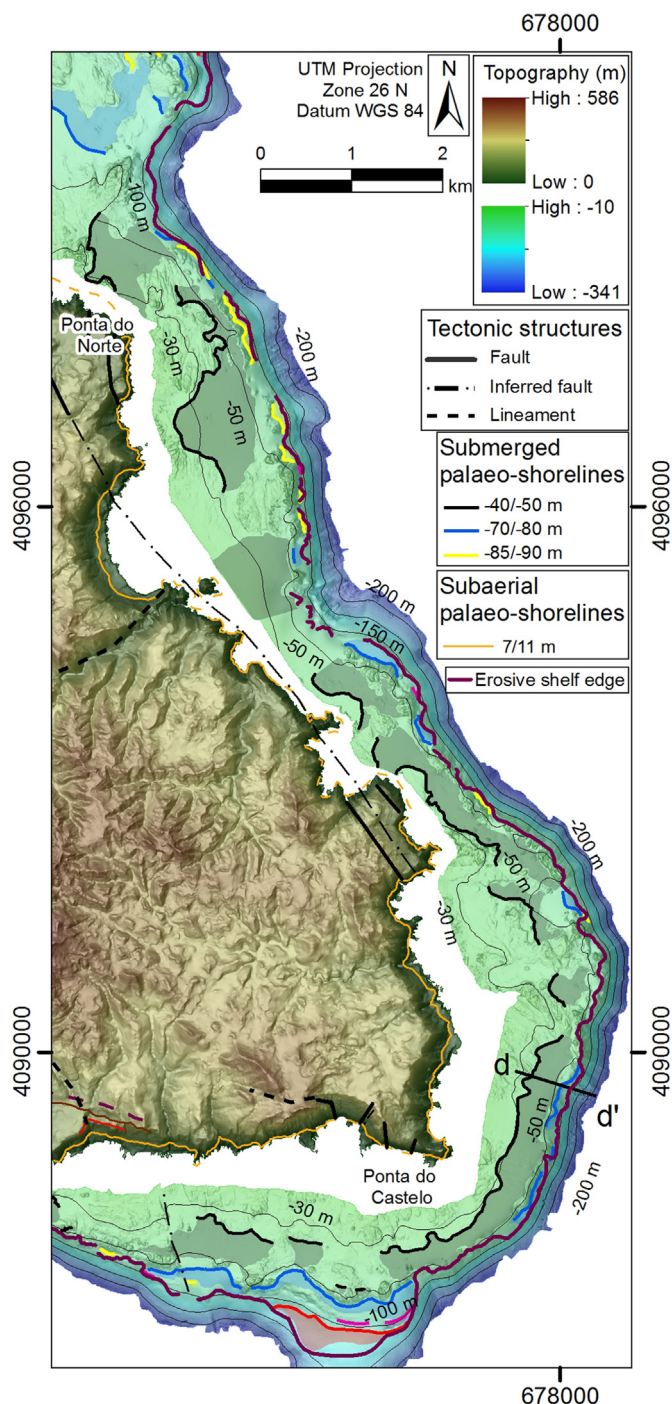 678000
UTM Projection
Zone 26 N
Datum WGS 84
N
0 1 2
km
Topography (m)
High : 586
Low : 0
High : -10
Low : -341
Tectonic structures
Fault
Inferred fault
Lineament
Submerged
palaeo-shorelines
-40/-50 m
-70/-80 m
-85/-90 m
Subaerial
palaeo-shorelines
7/11 m
Erosive shelf edge
100 m
Ponta do
Norte
-30 m
-200 m
-50 m
4096000
4096000
-200 m
-150 m
-50 m
-200 m
-50 m
-30 m
4090000
4090000
d
d'
-50 m
-200 m
Ponta do
Castelo
-30 m
-100 m
678000